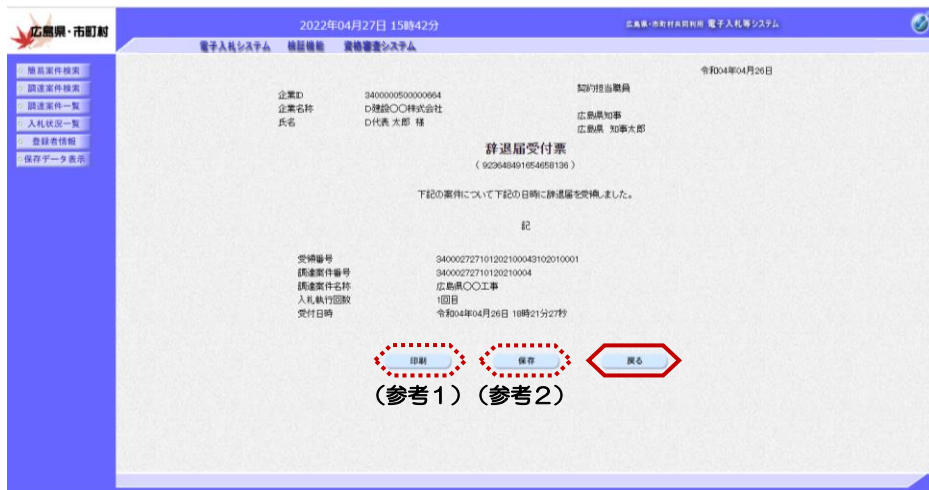 広島県・市町村
2022年04月27日 15時42分
広島県・市町村共同利用 電子入札等システム
電子入札システム 検証機能 資格審査システム
簡易案件検索
調達案件検索
調達案件一覧
入札状況一覧
登録者情報
保存データ表示
令和04年04月26日
企業ID 3400000500000664
企業名称 D建設〇〇株式会社
氏名 D代表 太郎 様
契約担当職員
広島県知事
広島県 知事太郎
辞退届受付票
( 923648491654658136 )
下記の案件について下記の日時に辞退届を受領しました。
記
受領番号 340002727101202100043102010001
調達案件番号 34000272710120210004
調達案件名称 広島県〇〇工事
入札執行回数 1回目
受付日時 令和04年04月26日 18時21分27秒
印刷 保存 戻る
(参考1) (参考2)